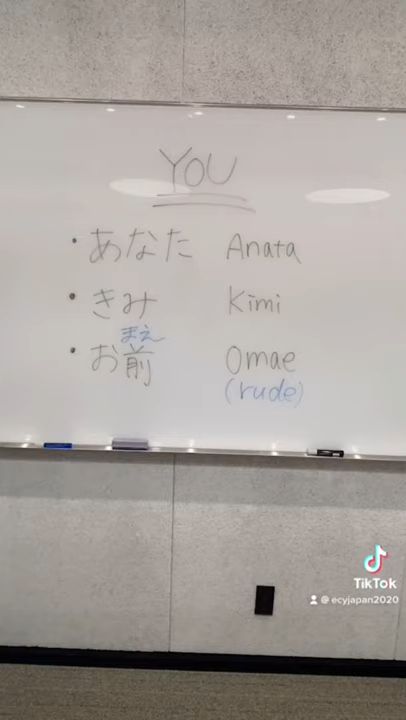 YOU
・あなた Anata
・きみ Kimi
まえ
・お前 Omae
(rude)
TikTok
@ecyjapan2020